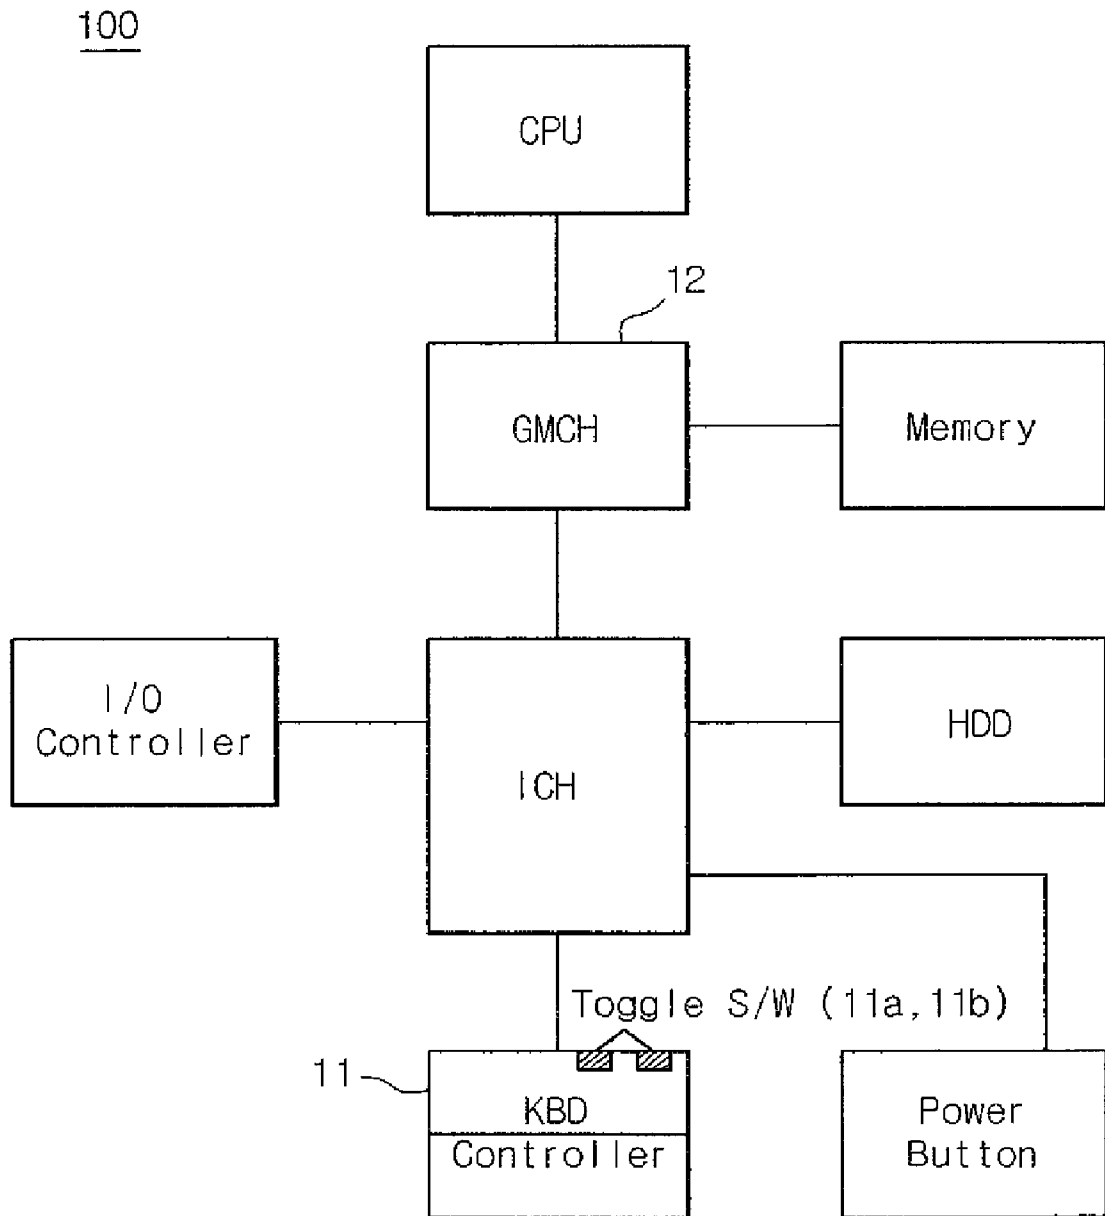 100
CPU
12
GMCH
Memory
I/O
Controller
ICH
HDD
Toggle S/W (11a,11b)
11
KBD
Controller
Power
Button